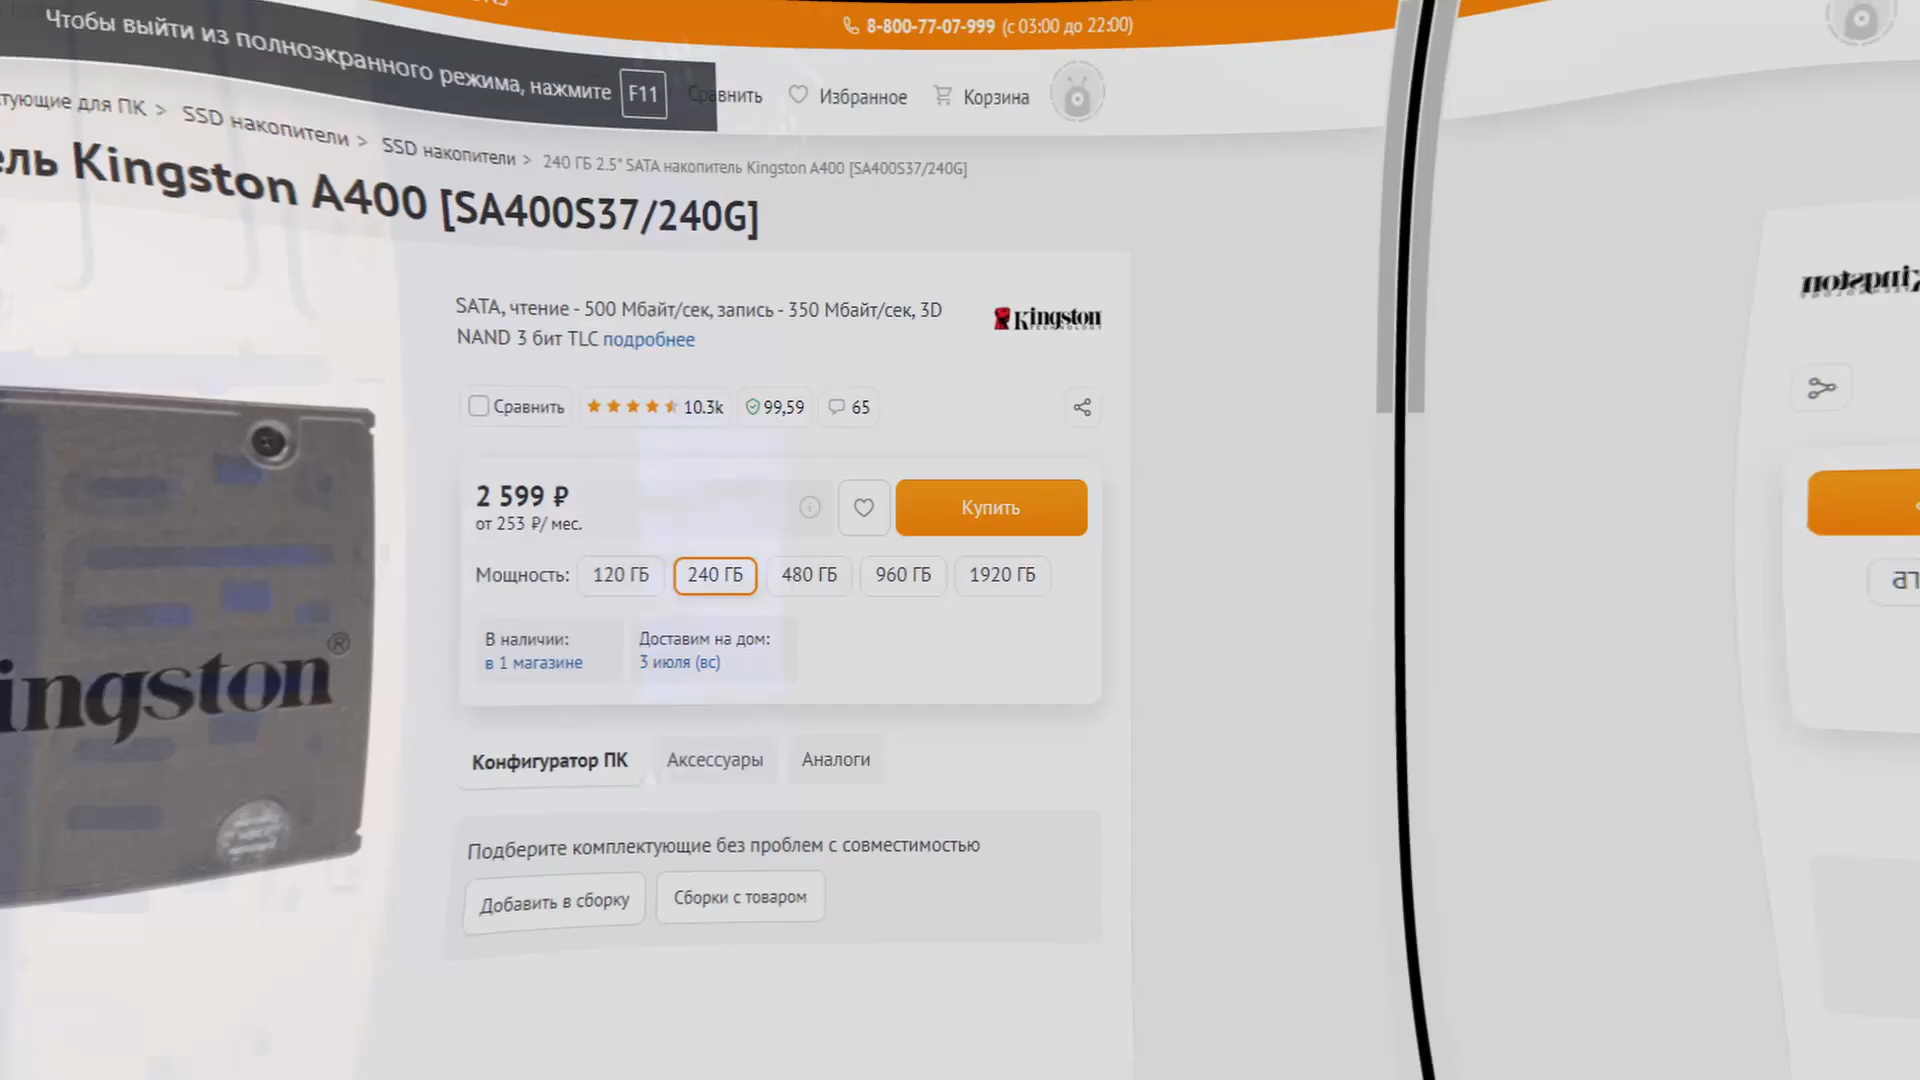 8-800-77-07-999 (с 03:00 до 22:00)
Чтобы выйти из полноэкранного режима, нажмите F11
Сравнить
Избранное
Корзина
для ПК > SSD накопители > SSD накопители > 240 ГБ 2.5" SATA накопитель Kingston A400 [SA400S37/240G]
Kingston A400 [SA400S37/240G]
SATA, чтение - 500 Мбайт/сек, запись - 350 Мбайт/сек, 3D
NAND 3 бит TLC подробнее
Kingston
TECHNOLOGY
Сравнить
10.3k
99,59
65
2 599 ₽
от 253 ₽/ мес.
Купить
Мощность: 120 ГБ 240 ГБ 480 ГБ 960 ГБ 1920 ГБ
В наличии:
в 1 магазине
Доставим на дом:
3 июля (вс)
ingston®
Конфигуратор ПК
Аксессуары
Аналоги
Подберите комплектующие без проблем с совместимостью
Добавить в сборку
Сборки с товаром